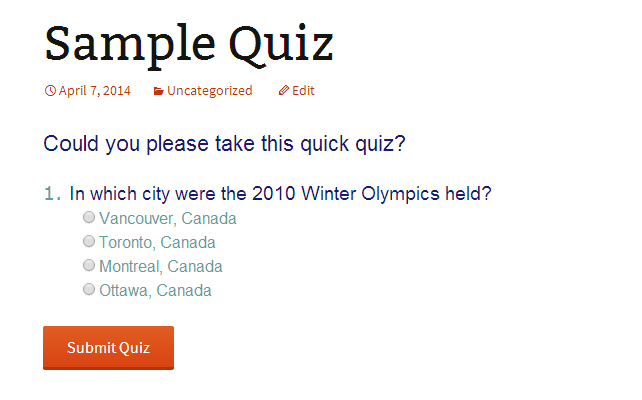 Sample Quiz
April 7, 2014 Uncategorized Edit
Could you please take this quick quiz?
1. In which city were the 2010 Winter Olympics held?
Vancouver, Canada
Toronto, Canada
Montreal, Canada
Ottawa, Canada
Submit Quiz